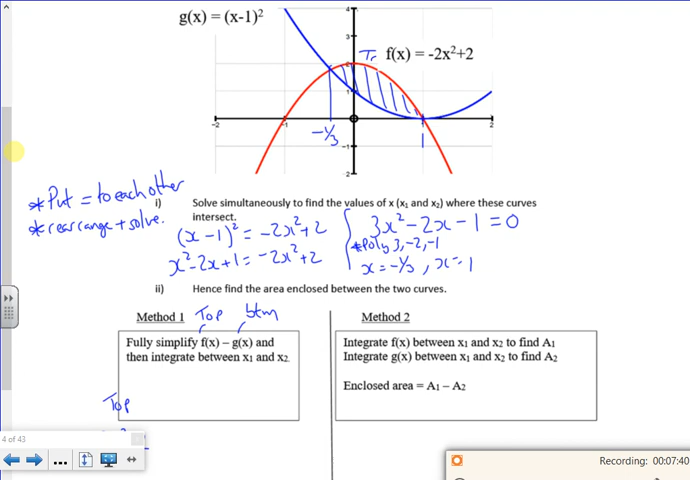 g(x) = (x-1)²
4
3
Tr f(x) = -2x²+2
2
1
-2
-1
0
1
2
-⅓
1
-1
-2
*Put = to each other
*rearrange + solve.
i) Solve simultaneously to find the values of x (x₁ and x₂) where these curves
intersect.
(x - 1)² = -2x² + 2
x² - 2x + 1 = -2x² + 2
3x² - 2x - 1 = 0
*Poly 3, -2, -1
x = -⅓, x = 1
ii) Hence find the area enclosed between the two curves.
Top btm
Method 1
Fully simplify f(x) – g(x) and
then integrate between x₁ and x₂.
Method 2
Integrate f(x) between x₁ and x₂ to find A₁
Integrate g(x) between x₁ and x₂ to find A₂
Enclosed area = A₁ – A₂
Top
4 of 43
Recording: 00:07:40